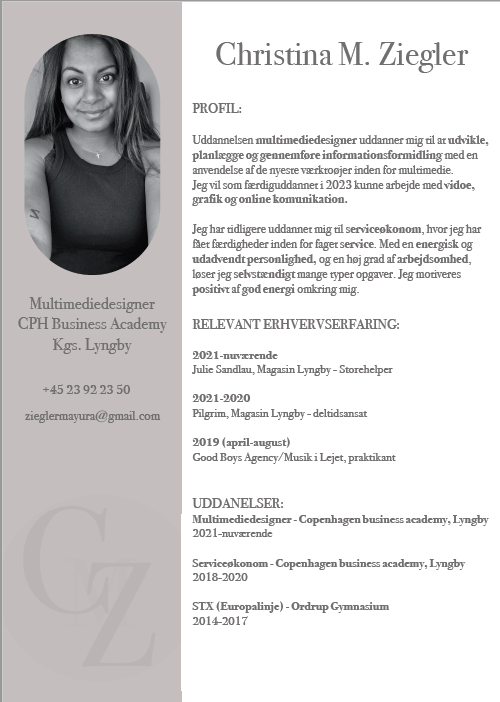 Christina M. Ziegler
PROFIL:
Uddannelsen multimediedesigner uddanner mig til at udvikle,
planlægge og gennemføre informationsformidling med en
anvendelse af de nyeste værktøøjer inden for multimedie.
Jeg vil som færdiguddannet i 2023 kunne arbejde med vidoe,
grafik og online komunikation.
Jeg har tidligere uddannet mig til serviceøkonom, hvor jeg har
fået færdigheder inden for faget service. Med en energisk og
udadvendt personlighed, og en høj grad af arbejdsomhed,
løser jeg selvstændigt mange typer opgaver. Jeg motiveres
positivt af god energi omkring mig.
RELEVANT ERHVERVSERFARING:
2021-nuværende
Julie Sandlau, Magasin Lyngby - Storehelper
2021-2020
Pilgrim, Magasin Lyngby - deltidsansat
2019 (april-august)
Good Boys Agency/Musik i Lejet, praktikant
UDDANELSER:
Multimediedesigner - Copenhagen business academy, Lyngby
2021-nuværende
Serviceøkonom - Copenhagen business academy, Lyngby
2018-2020
STX (Europalinje) - Ordrup Gymnasium
2014-2017
Multimediedesigner
CPH Business Academy
Kgs. Lyngby
+45 23 92 23 50
zieglermayura@gmail.com
CMZ